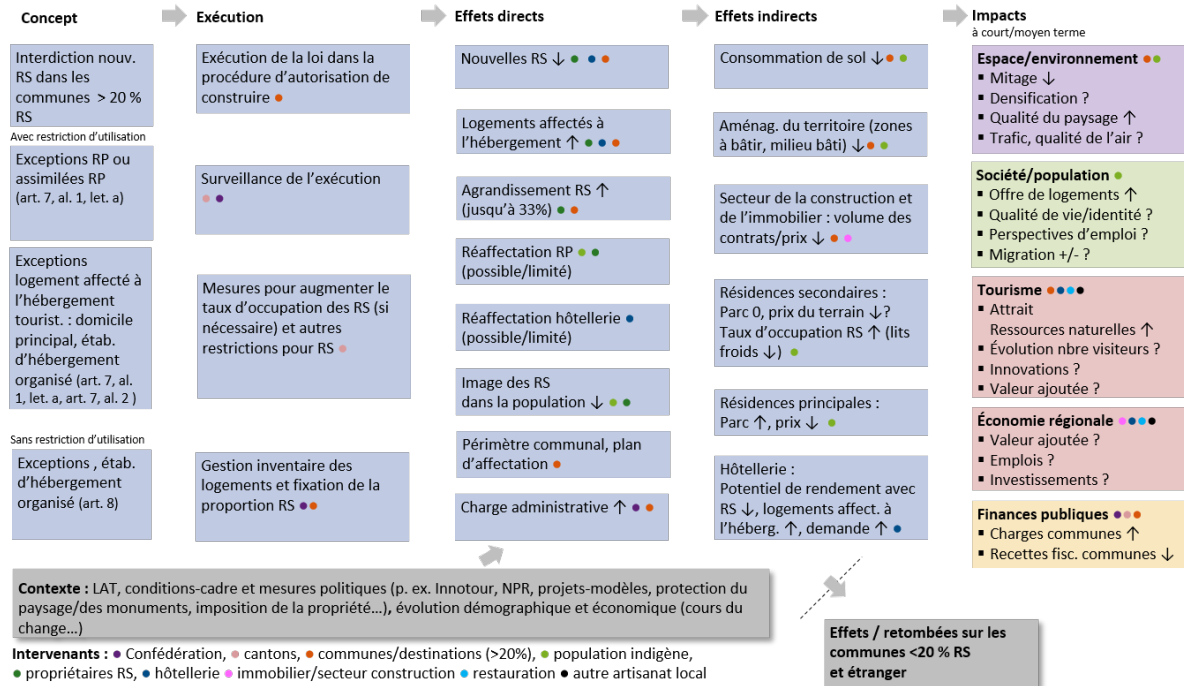 Concept
Exécution
Effets directs
Effets indirects
Impacts
à court/moyen terme
Interdiction nouv.
RS dans les
communes > 20 %
RS
Avec restriction d'utilisation
Exceptions RP ou
assimilées RP
(art. 7, al. 1, let. a)
Exceptions
logement affecté à
l'hébergement
tourist. : domicile
principal, étab.
d'hébergement
organisé (art. 7, al.
1, let. a, art. 7, al. 2 )
Sans restriction d'utilisation
Exceptions , étab.
d'hébergement
organisé (art. 8)
Exécution de la loi dans la
procédure d'autorisation de
construire
Surveillance de l'exécution
Mesures pour augmenter le
taux d'occupation des RS (si
nécessaire) et autres
restrictions pour RS
Gestion inventaire des
logements et fixation de la
proportion RS
Nouvelles RS ↓
Logements affectés à
l'hébergement ↑
Agrandissement RS ↑
(jusqu'à 33%)
Réaffectation RP
(possible/limité)
Réaffectation hôtellerie
(possible/limité)
Image des RS
dans la population ↓
Périmètre communal, plan
d'affectation
Charge administrative ↑
Consommation de sol ↓
Aménag. du territoire (zones
à bâtir, milieu bâti) ↓
Secteur de la construction et
de l'immobilier : volume des
contrats/prix ↓
Résidences secondaires :
Parc 0, prix du terrain ↓?
Taux d'occupation RS ↑ (lits
froids ↓)
Résidences principales :
Parc ↑, prix ↓
Hôtellerie :
Potentiel de rendement avec
RS ↓, logements affect. à
l'héberg. ↑, demande ↑
Espace/environnement
▪ Mitage ↓
▪ Densification ?
▪ Qualité du paysage ↑
▪ Trafic, qualité de l'air ?
Société/population
▪ Offre de logements ↑
▪ Qualité de vie/identité ?
▪ Perspectives d'emploi ?
▪ Migration +/- ?
Tourisme
▪ Attrait
Ressources naturelles ↑
▪ Évolution nbre visiteurs ?
▪ Innovations ?
▪ Valeur ajoutée ?
Économie régionale
▪ Valeur ajoutée ?
▪ Emplois ?
▪ Investissements ?
Finances publiques
▪ Charges communes ↑
▪ Recettes fisc. communes ↓
Contexte : LAT, conditions-cadre et mesures politiques (p. ex. Innotour, NPR, projets-modèles, protection du
paysage/des monuments, imposition de la propriété...), évolution démographique et économique (cours du
change...)
Effets / retombées sur les
communes <20 % RS
et étranger
Intervenants : • Confédération, • cantons, • communes/destinations (>20%), • population indigène,
• propriétaires RS, • hôtellerie • immobilier/secteur construction • restauration • autre artisanat local